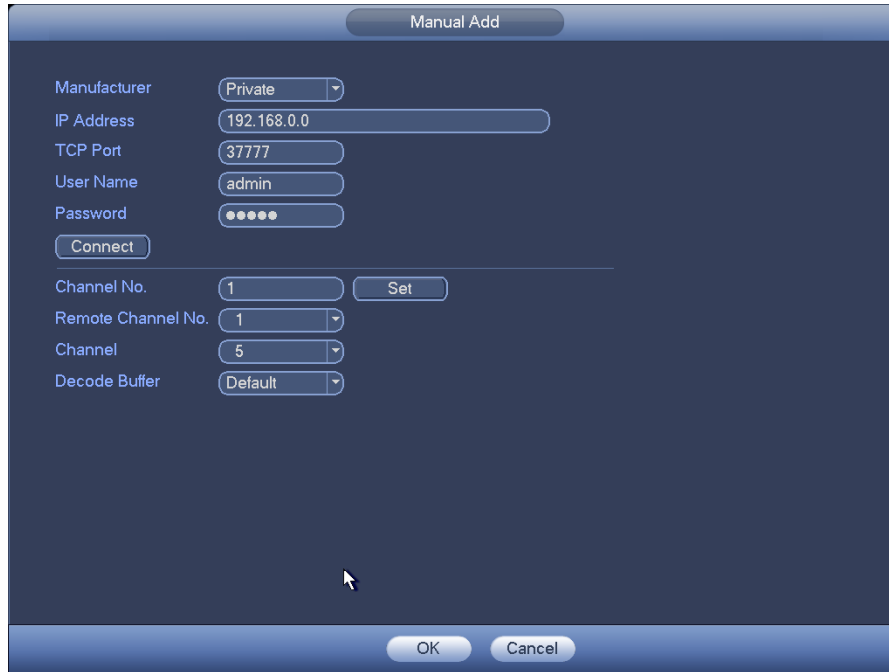 Manual Add
Manufacturer Private
IP Address 192.168.0.0
TCP Port 37777
User Name admin
Password ●●●●●
Connect
Channel No. 1 Set
Remote Channel No. 1
Channel 5
Decode Buffer Default
OK Cancel